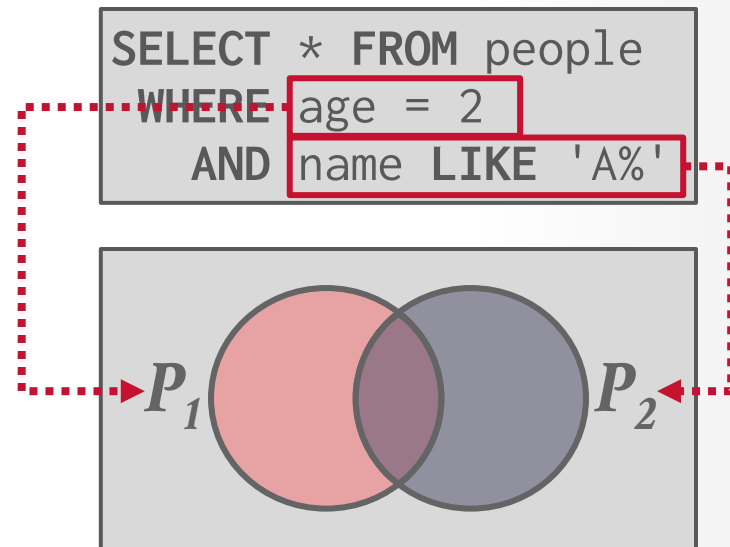 SELECT * FROM people
WHERE age = 2
AND name LIKE 'A%'
P1
P2